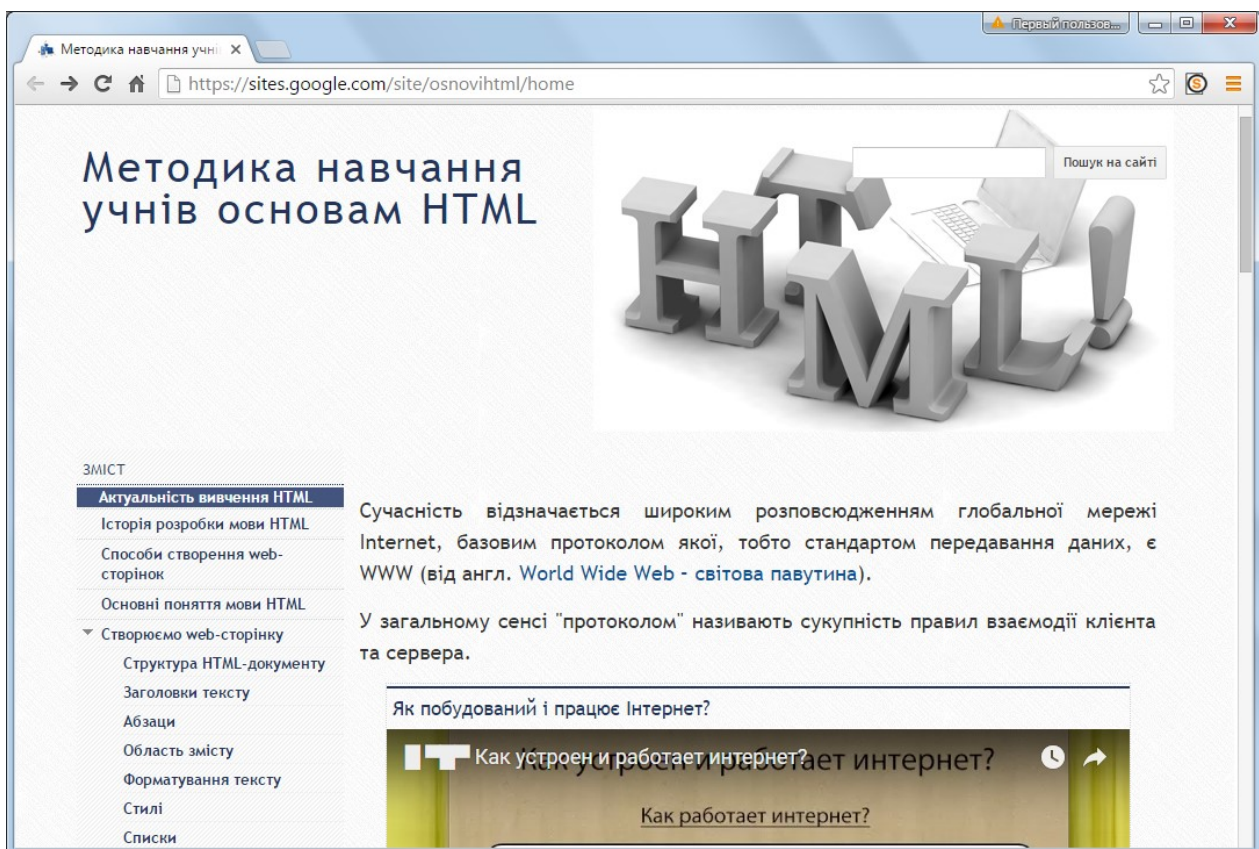 Первый пользов...
Методика навчання учні
https://sites.google.com/site/osnovihtml/home
Методика навчання
учнів основам HTML
Пошук на сайті
HTML!
ЗМІСТ
Актуальність вивчення HTML
Історія розробки мови HTML
Способи створення web-
сторінок
Основні поняття мови HTML
Створюємо web-сторінку
Структура HTML-документу
Заголовки тексту
Абзаци
Область змісту
Форматування тексту
Стилі
Списки
Сучасність відзначається широким розповсюдженням глобальної мережі
Internet, базовим протоколом якої, тобто стандартом передавання даних, є
WWW (від англ. World Wide Web - світова павутина).
У загальному сенсі "протоколом" називають сукупність правил взаємодії клієнта
та сервера.
Як побудований і працює Інтернет?
Как устроен и работает интернет?
Как устроен и работает интернет?
Как работает интернет?